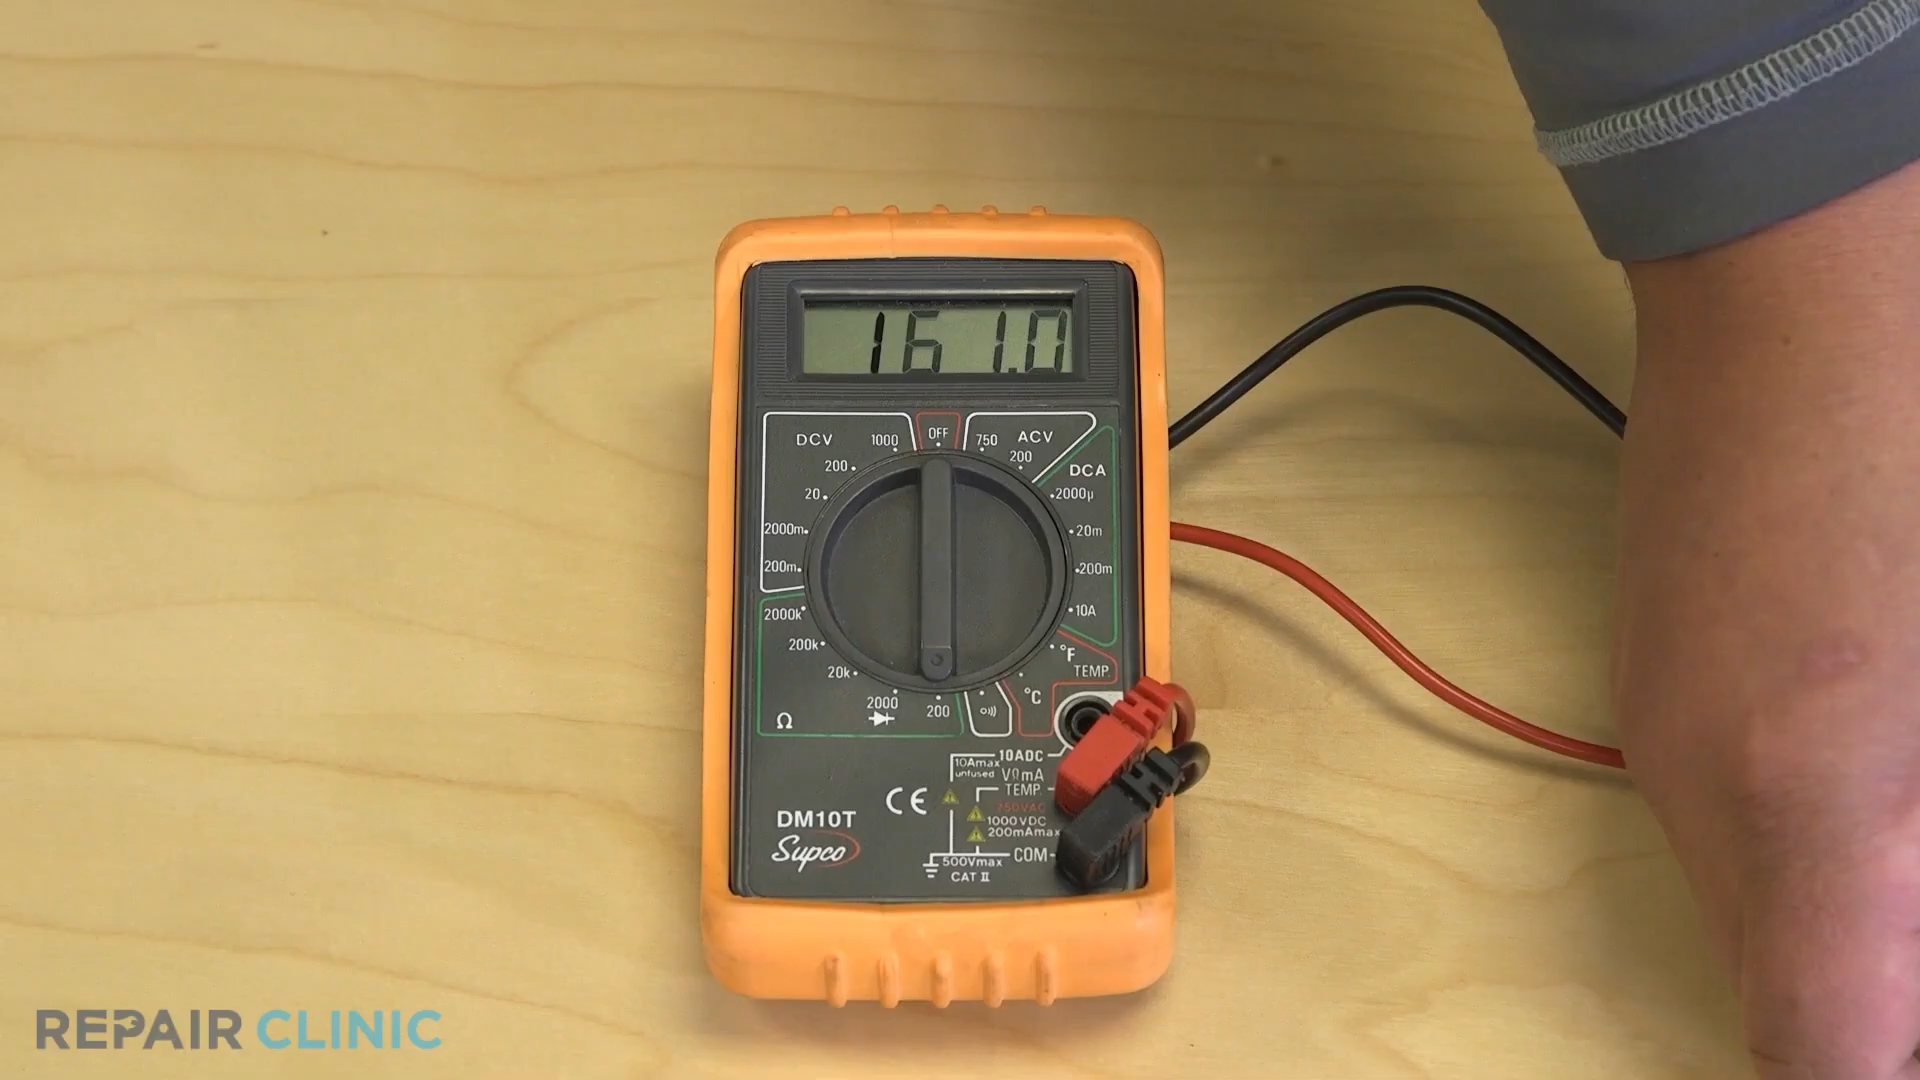 161.0
DCV 1000 OFF 750 ACV
200 200
DCA
20 2000µ
2000m 20m
200m 200m
2000k 10A
200k °F
TEMP.
20k °C
2000 200
Ω
10ADC
10Amax
unfused VΩmA
TEMP.
CE 750VAC
1000VDC
DM10T 200mAmax
Supco COM
500Vmax
CAT II
REPAIR CLINIC